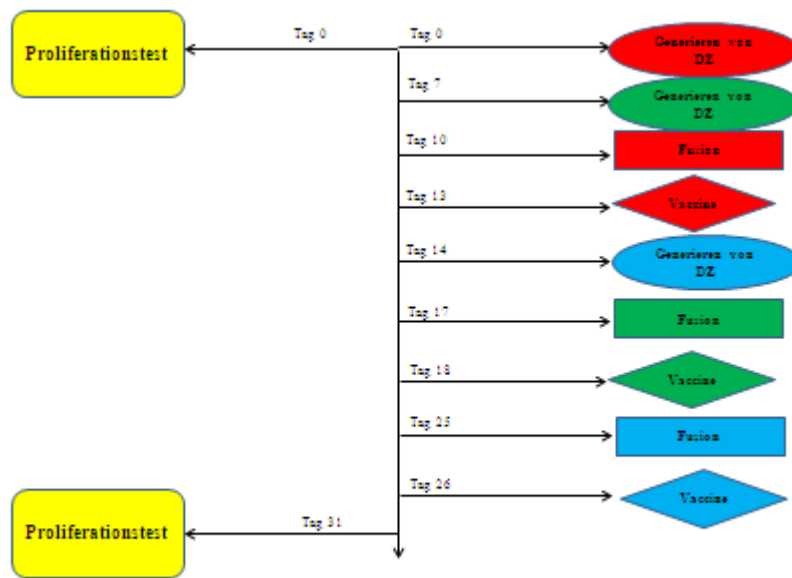 Proliferationstest
Tag 0
Tag 0
Generieren von
DZ
Tag 7
Generieren von
DZ
Tag 10
Fusion
Tag 13
Vaccine
Tag 14
Generieren von
DZ
Tag 17
Fusion
Tag 18
Vaccine
Tag 25
Fusion
Tag 26
Vaccine
Proliferationstest
Tag 31